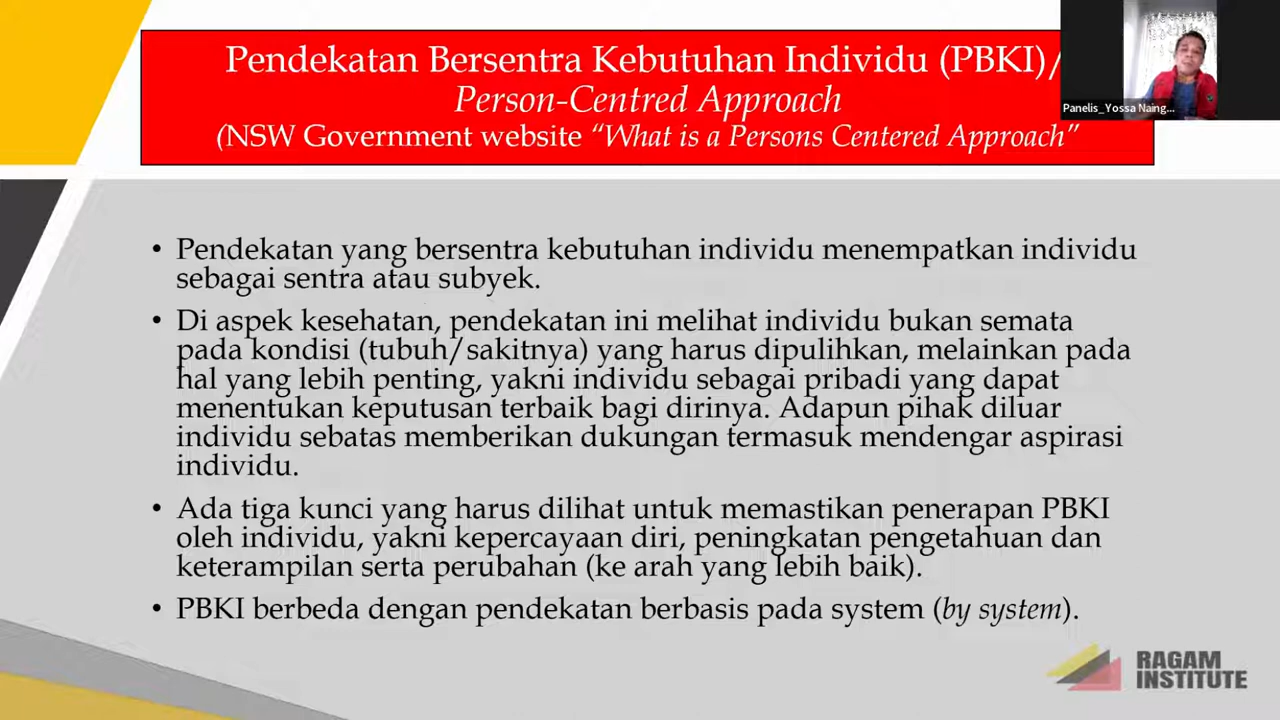 Pendekatan Bersentra Kebutuhan Individu (PBKI)/
Person-Centred Approach
(NSW Government website “What is a Persons Centered Approach”
Panelis_Yossa Naing...
• Pendekatan yang bersentra kebutuhan individu menempatkan individu
sebagai sentra atau subyek.
• Di aspek kesehatan, pendekatan ini melihat individu bukan semata
pada kondisi (tubuh/sakitnya) yang harus dipulihkan, melainkan pada
hal yang lebih penting, yakni individu sebagai pribadi yang dapat
menentukan keputusan terbaik bagi dirinya. Adapun pihak diluar
individu sebatas memberikan dukungan termasuk mendengar aspirasi
individu.
• Ada tiga kunci yang harus dilihat untuk memastikan penerapan PBKI
oleh individu, yakni kepercayaan diri, peningkatan pengetahuan dan
keterampilan serta perubahan (ke arah yang lebih baik).
• PBKI berbeda dengan pendekatan berbasis pada system (by system).
RAGAM
INSTITUTE